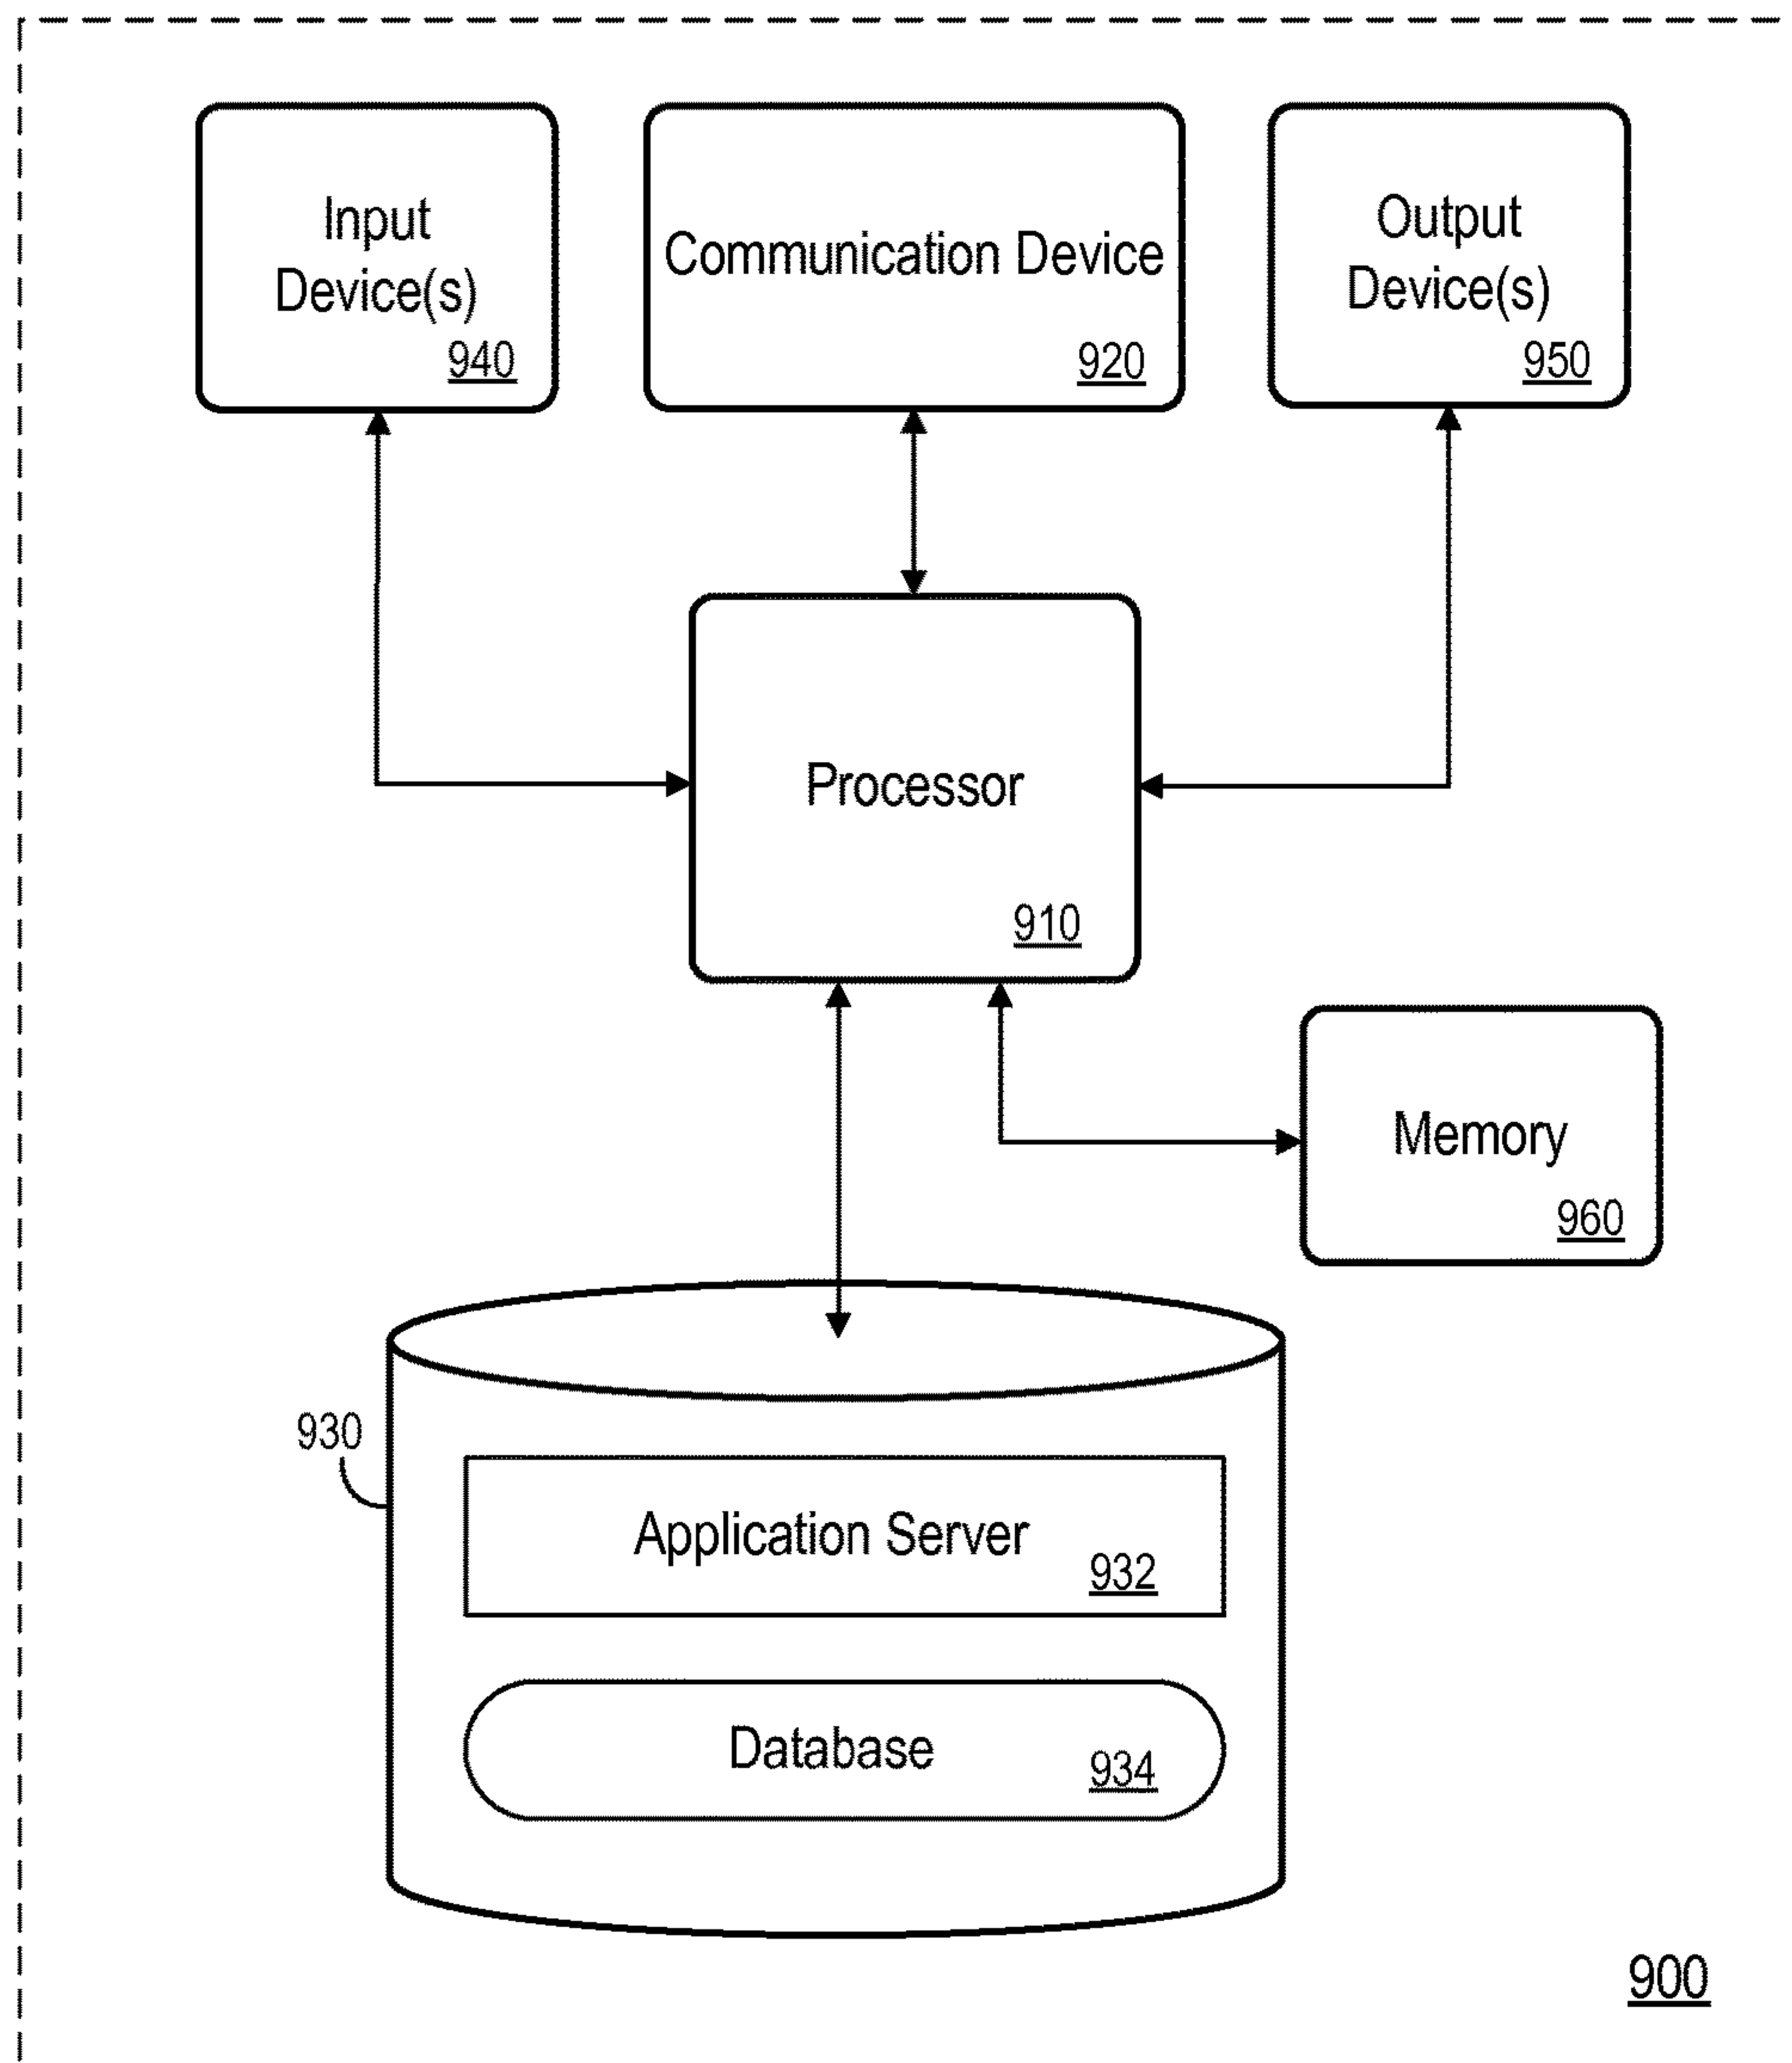 Input
Device(s)
940
Communication Device
920
Output
Device(s)
950
Processor
910
Memory
960
930
Application Server
932
Database
934
900